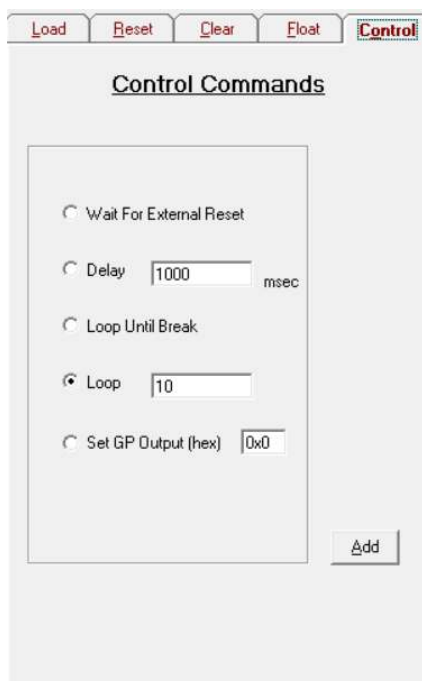 Load Reset Clear Float Control
Control Commands
Wait For External Reset
Delay 1000 msec
Loop Until Break
Loop 10
Set GP Output (hex) 0x0
Add